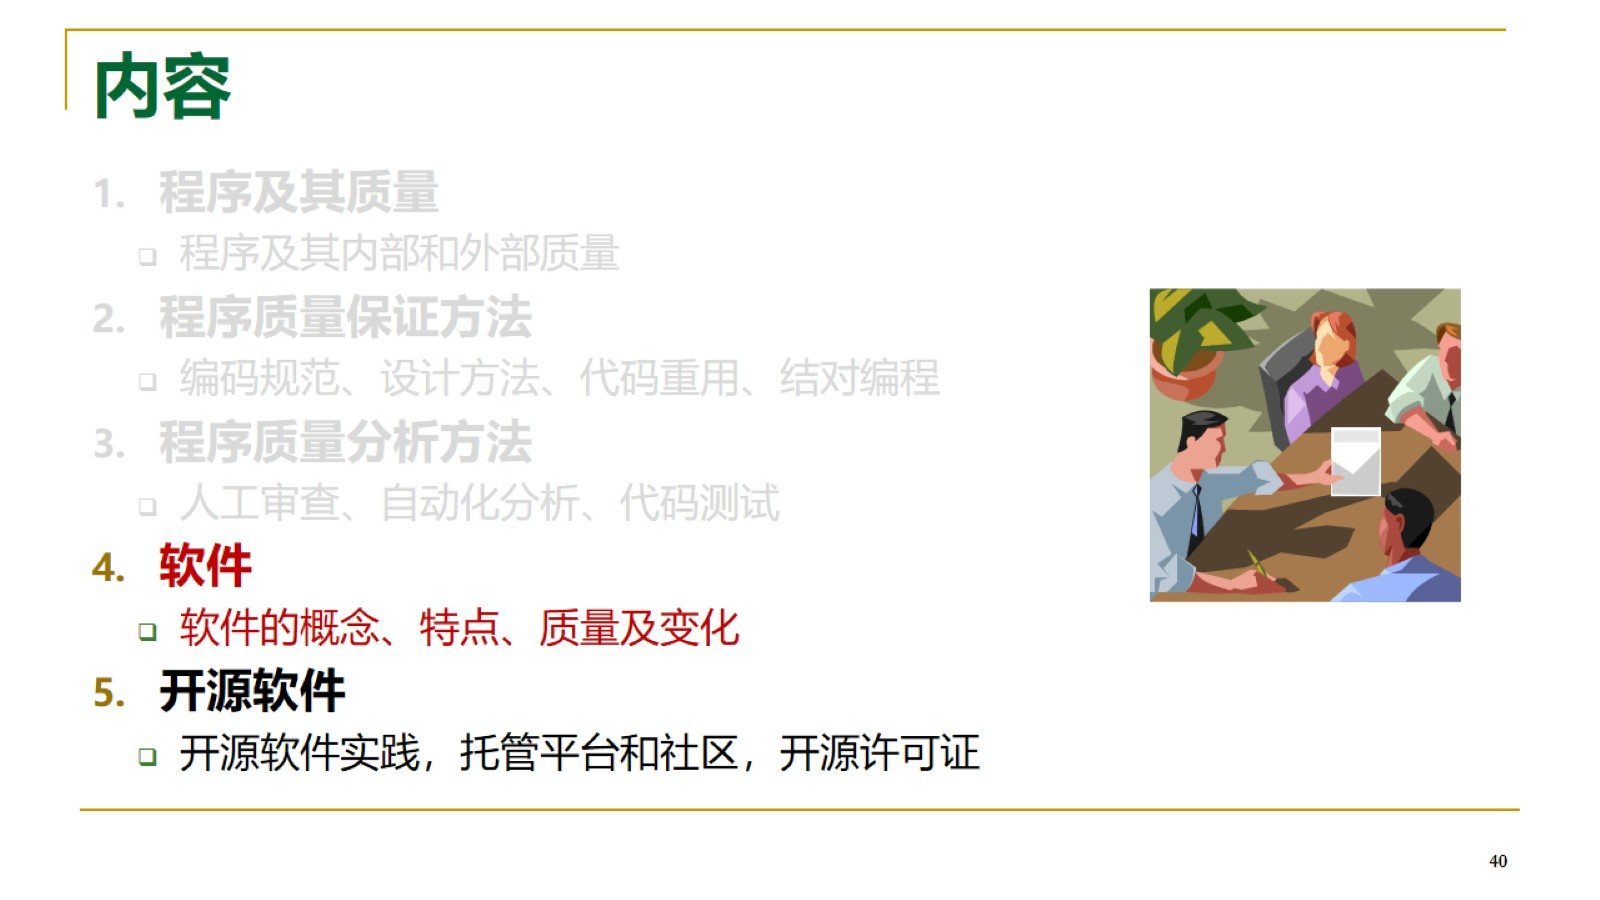 内容
1. 程序及其质量
❑ 程序及其内部和外部质量
2. 程序质量保证方法
❑ 编码规范、设计方法、代码重用、结对编程
3. 程序质量分析方法
❑ 人工审查、自动化分析、代码测试
4. 软件
❑ 软件的概念、特点、质量及变化
5. 开源软件
❑ 开源软件实践，托管平台和社区，开源许可证
40